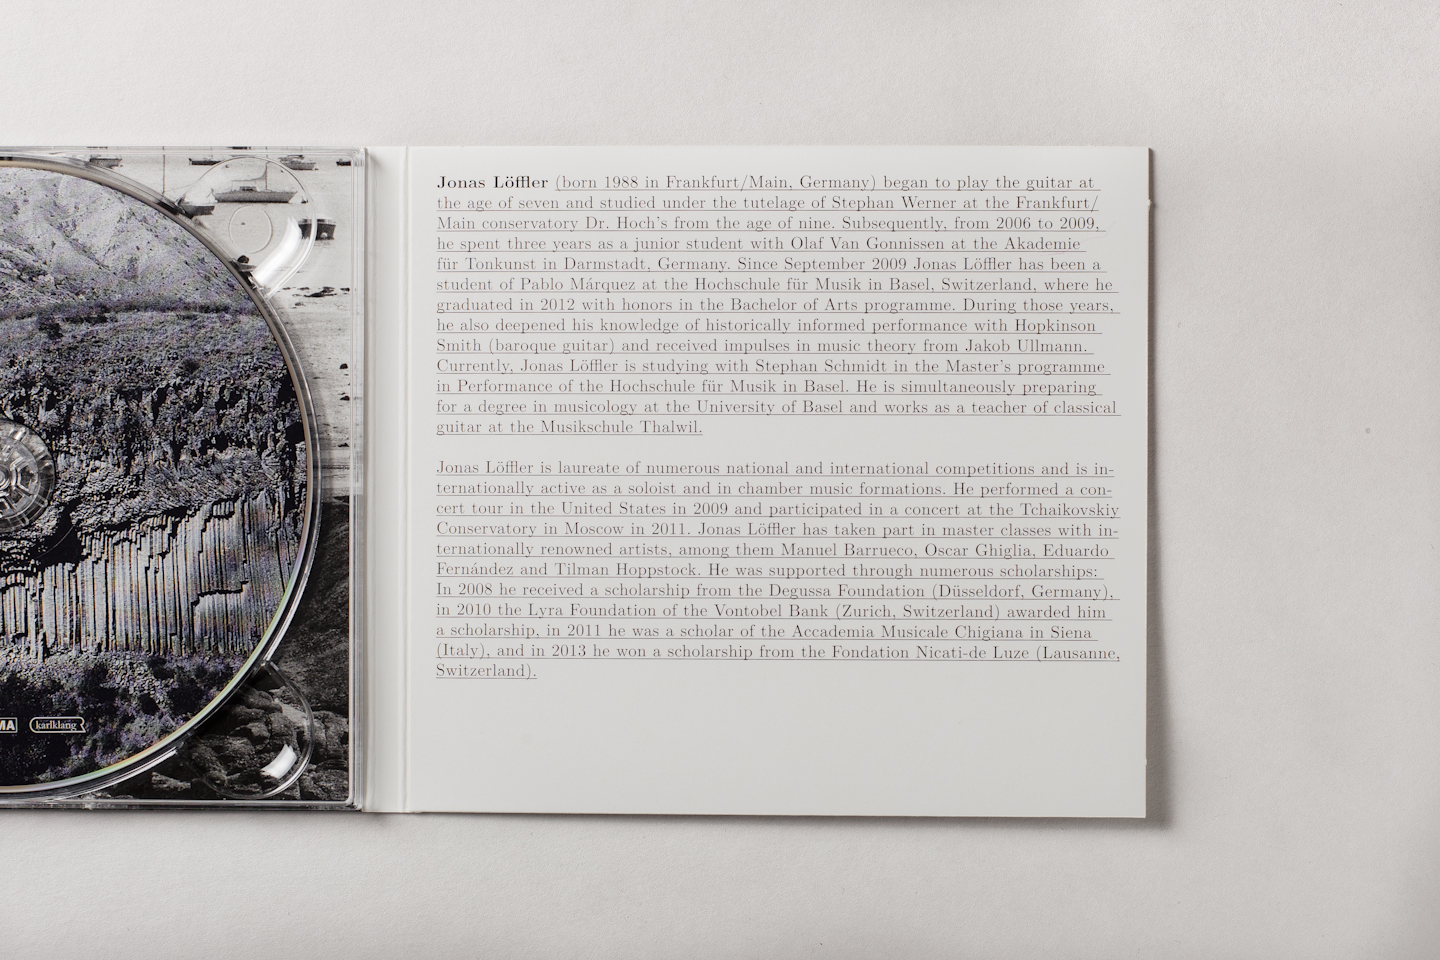 Jonas Löffler (born 1988 in Frankfurt/Main, Germany) began to play the guitar at
the age of seven and studied under the tutelage of Stephan Werner at the Frankfurt/
Main conservatory Dr. Hoch's from the age of nine. Subsequently, from 2006 to 2009,
he spent three years as a junior student with Olaf Van Gonnissen at the Akademie
für Tonkunst in Darmstadt, Germany. Since September 2009 Jonas Löffler has been a
student of Pablo Márquez at the Hochschule für Musik in Basel, Switzerland, where he
graduated in 2012 with honors in the Bachelor of Arts programme. During those years,
he also deepened his knowledge of historically informed performance with Hopkinson
Smith (baroque guitar) and received impulses in music theory from Jakob Ullmann.
Currently, Jonas Löffler is studying with Stephan Schmidt in the Master's programme
in Performance of the Hochschule für Musik in Basel. He is simultaneously preparing
for a degree in musicology at the University of Basel and works as a teacher of classical
guitar at the Musikschule Thalwil.
Jonas Löffler is laureate of numerous national and international competitions and is in-
ternationally active as a soloist and in chamber music formations. He performed a con-
cert tour in the United States in 2009 and participated in a concert at the Tchaikovskiy
Conservatory in Moscow in 2011. Jonas Löffler has taken part in master classes with in-
ternationally renowned artists, among them Manuel Barrueco, Oscar Ghiglia, Eduardo
Fernández and Tilman Hoppstock. He was supported through numerous scholarships:
In 2008 he received a scholarship from the Degussa Foundation (Düsseldorf, Germany),
in 2010 the Lyra Foundation of the Vontobel Bank (Zurich, Switzerland) awarded him
a scholarship, in 2011 he was a scholar of the Accademia Musicale Chigiana in Siena
(Italy), and in 2013 he won a scholarship from the Fondation Nicati-de Luze (Lausanne,
Switzerland).
MA karlklang